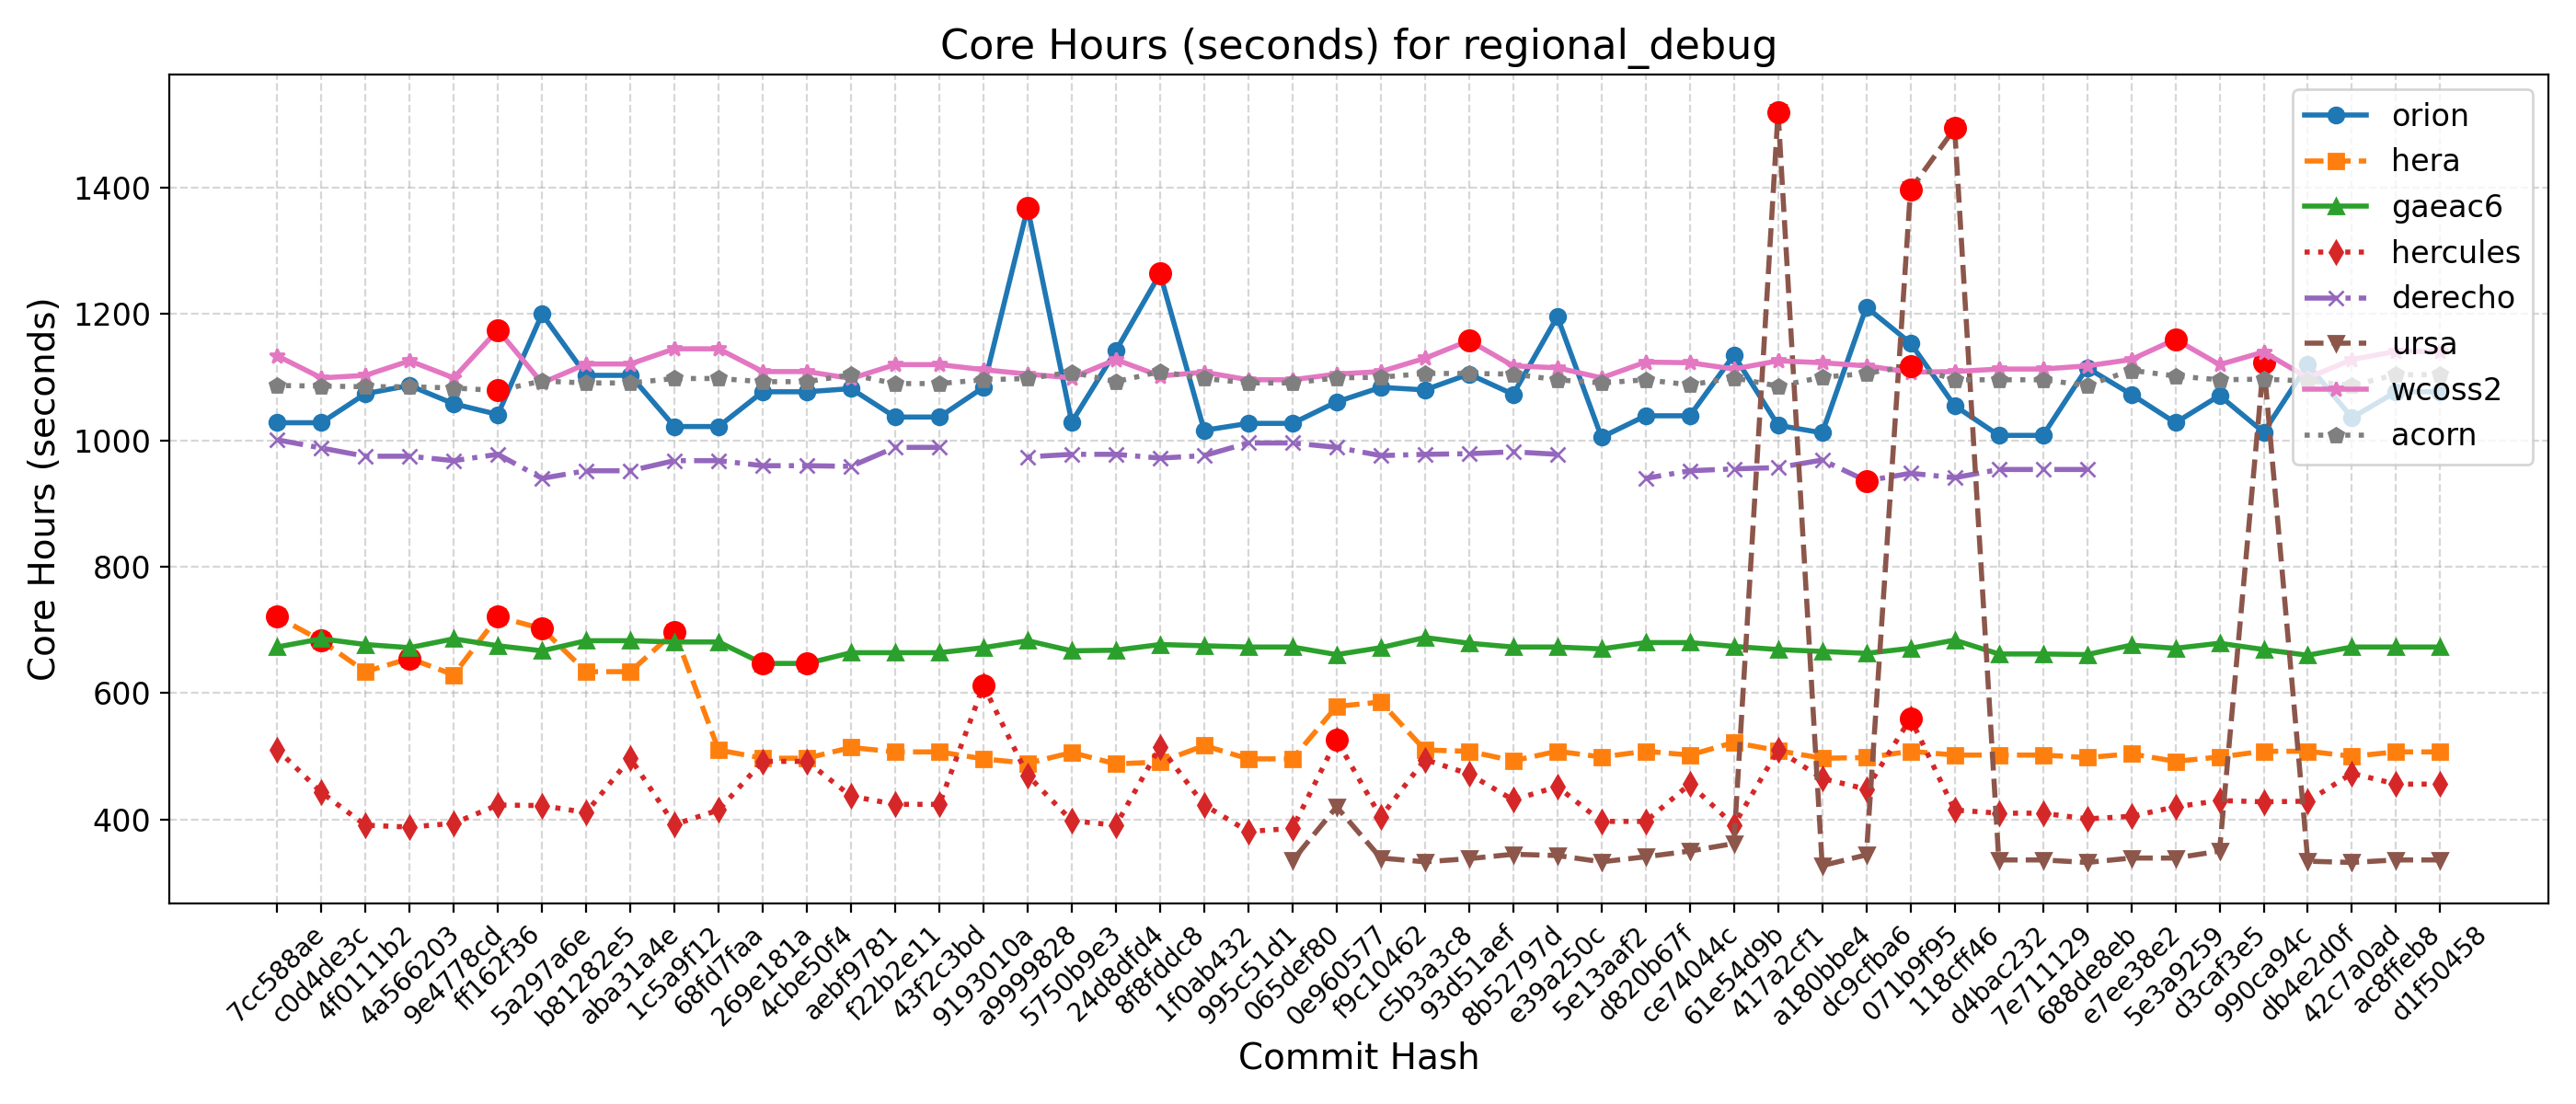 Core Hours (seconds) for regional_debug
Core Hours (seconds)
1400
1200
1000
800
600
400
orion
hera
gaeac6
hercules
derecho
ursa
wcoss2
acorn
7cc588ae
c0d4de3c
4f0111b2
4a566203
9e4778cd
ff162f36
5a297a6e
b81282e5
aba31a4e
1c5a9f12
68fd7faa
269e181a
4cbe50f4
aebf9781
f22b2e11
43f2c3bd
9193010a
a9999828
5750b9e3
24d8dfd4
8f8fddc8
1f0ab432
995c51d1
065def80
0e960577
f9c10462
c5b3a3c8
93d51aef
8b52797d
e39a250c
5e13aaf2
d820b67f
ce74044c
61e54d9b
417a2cf1
a180bbe4
dc9cfba6
071b9f95
118cff46
d4bac232
7e711129
688de8eb
e7ee38e2
5e3a9259
d3caf3e5
990ca94c
db4e2d0f
42c7a0ad
ac8ffeb8
d1f50458
Commit Hash